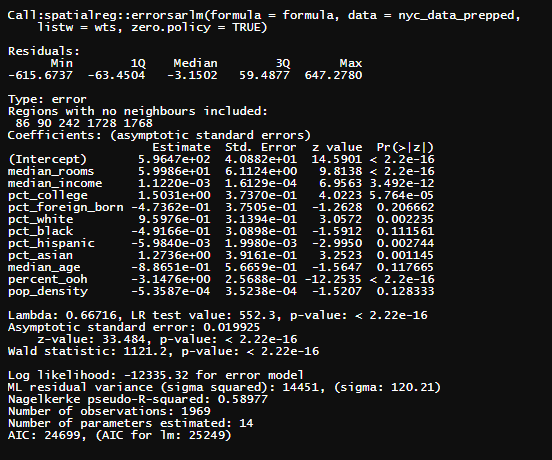 Call:spatialreg::errorsarlm(formula = formula, data = nyc_data_prepped,
listw = wts, zero.policy = TRUE)
Residuals:
Min 1Q Median 3Q Max
-615.6737 -63.4504 -3.1502 59.4877 647.2780
Type: error
Regions with no neighbours included:
86 90 242 1728 1768
Coefficients: (asymptotic standard errors)
Estimate Std. Error z value Pr(>|z|)
(Intercept) 5.9647e+02 4.0882e+01 14.5901 < 2.2e-16
median_rooms 5.9986e+01 6.1124e+00 9.8138 < 2.2e-16
median_income 1.1220e-03 1.6129e-04 6.9563 3.492e-12
pct_college 1.5031e+00 3.7370e-01 4.0223 5.764e-05
pct_foreign_born -4.7362e-01 3.7505e-01 -1.2628 0.206662
pct_white 9.5976e-01 3.1394e-01 3.0572 0.002235
pct_black -4.9166e-01 3.0898e-01 -1.5912 0.111561
pct_hispanic -5.9840e-03 1.9980e-03 -2.9950 0.002744
pct_asian 1.2736e+00 3.9161e-01 3.2523 0.001145
median_age -8.8651e-01 5.6659e-01 -1.5647 0.117665
percent_ooh -3.1476e+00 2.5688e-01 -12.2535 < 2.2e-16
pop_density -5.3587e-04 3.5238e-04 -1.5207 0.128333
Lambda: 0.66716, LR test value: 552.3, p-value: < 2.22e-16
Asymptotic standard error: 0.019925
z-value: 33.484, p-value: < 2.22e-16
Wald statistic: 1121.2, p-value: < 2.22e-16
Log likelihood: -12335.32 for error model
ML residual variance (sigma squared): 14451, (sigma: 120.21)
Nagelkerke pseudo-R-squared: 0.58977
Number of observations: 1969
Number of parameters estimated: 14
AIC: 24699, (AIC for lm: 25249)